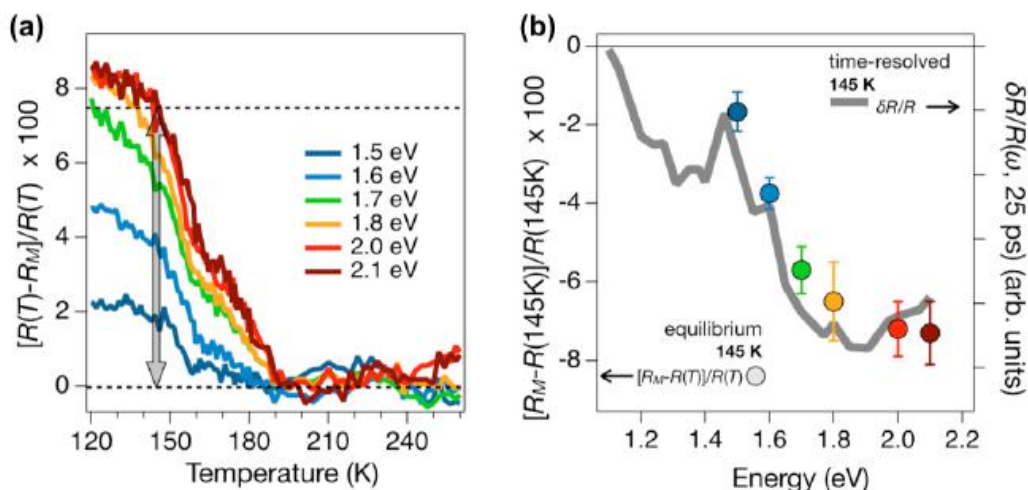 (a)
[R(T)-R_M]/R(T) x 100
8
6
4
2
0
1.5 eV
1.6 eV
1.7 eV
1.8 eV
2.0 eV
2.1 eV
120
150
180
210
240
Temperature (K)
(b)
[R_M-R(145K)]/R(145K) x 100
0
-2
-4
-6
-8
time-resolved
145 K
δR/R
equilibrium
145 K
[R_M-R(T)]/R(T)
1.2
1.4
1.6
1.8
2.0
2.2
Energy (eV)
δR/R(ω, 25 ps) (arb. units)